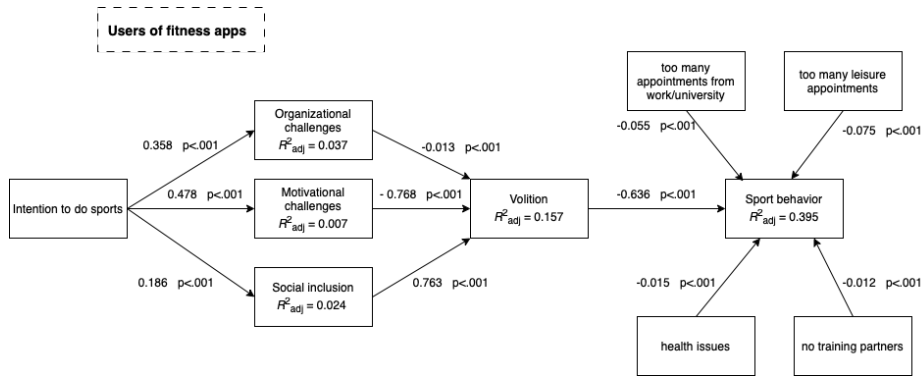 Users of fitness apps
too many
appointments from
work/university
too many leisure
appointments
-0.055 p<.001
-0.075 p<.001
Organizational
challenges
R²adj = 0.037
0.358 p<.001
-0.013 p<.001
Intention to do sports
0.478 p<.001
Motivational
challenges
R²adj = 0.007
- 0.768 p<.001
Volition
R²adj = 0.157
-0.636 p<.001
Sport behavior
R²adj = 0.395
0.186 p<.001
Social inclusion
R²adj = 0.024
0.763 p<.001
-0.015 p<.001
-0.012 p<.001
health issues
no training partners